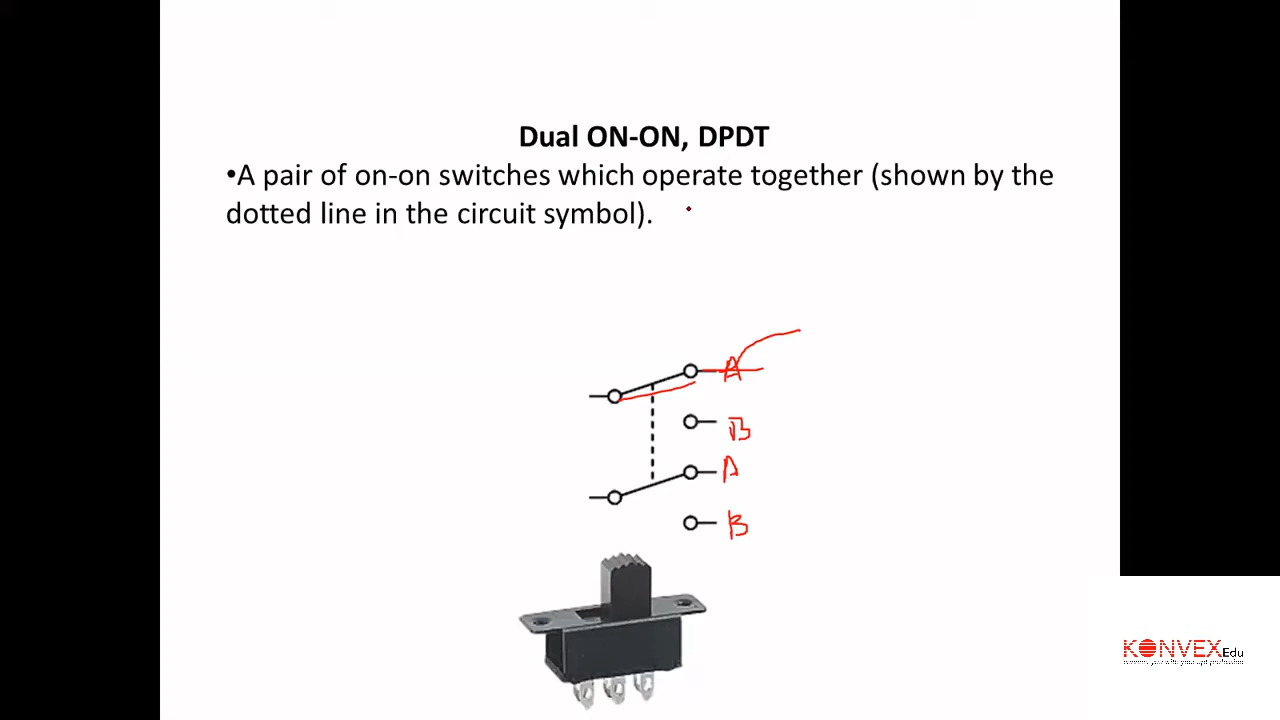 Dual ON-ON, DPDT
•A pair of on-on switches which operate together (shown by the
dotted line in the circuit symbol).
A
B
A
B
KONVEX Edu